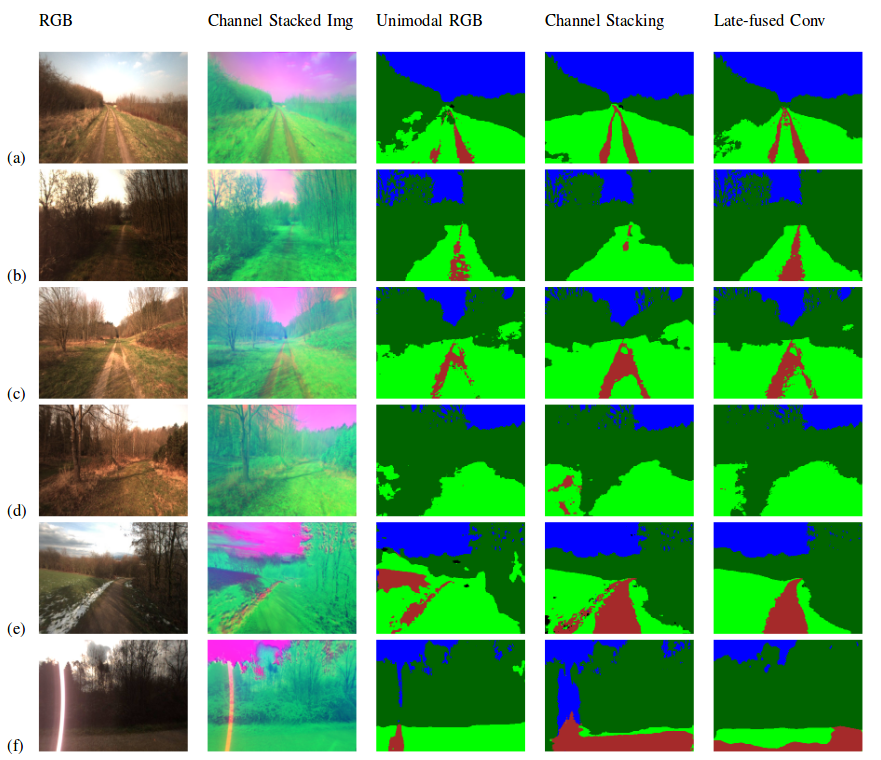 RGB Channel Stacked Img Unimodal RGB Channel Stacking Late-fused Conv
(a)
(b)
(c)
(d)
(e)
(f)